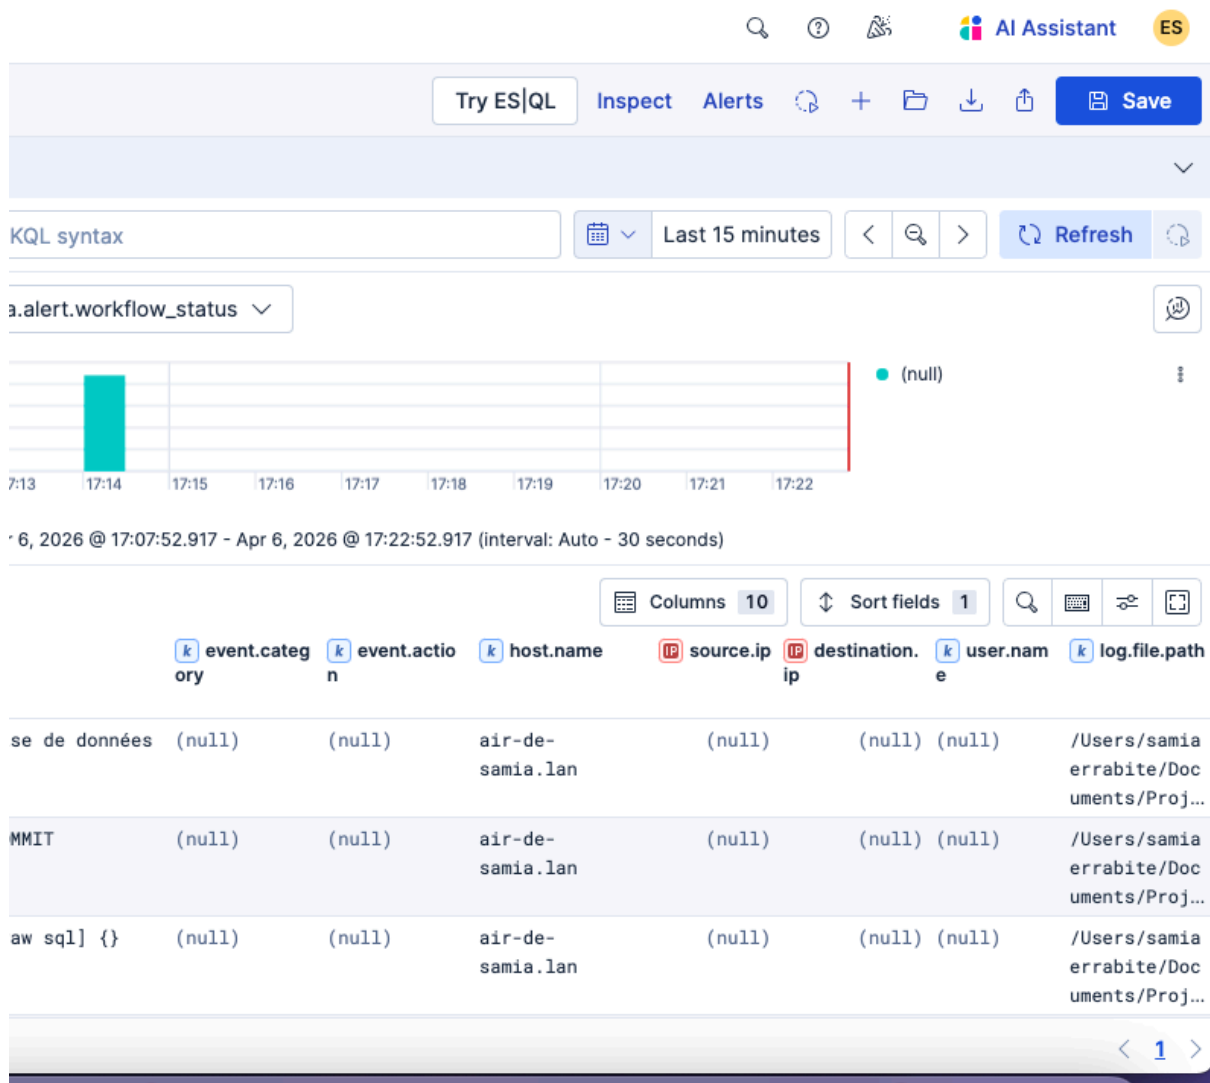 AI Assistant
ES
Try ES|QL
Inspect
Alerts
Save
KQL syntax
Last 15 minutes
Refresh
a.alert.workflow_status
(null)
7:13
17:14
17:15
17:16
17:17
17:18
17:19
17:20
17:21
17:22
r 6, 2026 @ 17:07:52.917 - Apr 6, 2026 @ 17:22:52.917 (interval: Auto - 30 seconds)
Columns 10
Sort fields 1
k event.categ
ory
k event.actio
n
k host.name
IP source.ip
IP destination.
ip
k user.nam
e
k log.file.path
se de données
(null)
(null)
air-de-
samia.lan
(null)
(null)
(null)
/Users/samia
errabite/Doc
uments/Proj...
MMIT
(null)
(null)
air-de-
samia.lan
(null)
(null)
(null)
/Users/samia
errabite/Doc
uments/Proj...
aw sql] {}
(null)
(null)
air-de-
samia.lan
(null)
(null)
(null)
/Users/samia
errabite/Doc
uments/Proj...
1